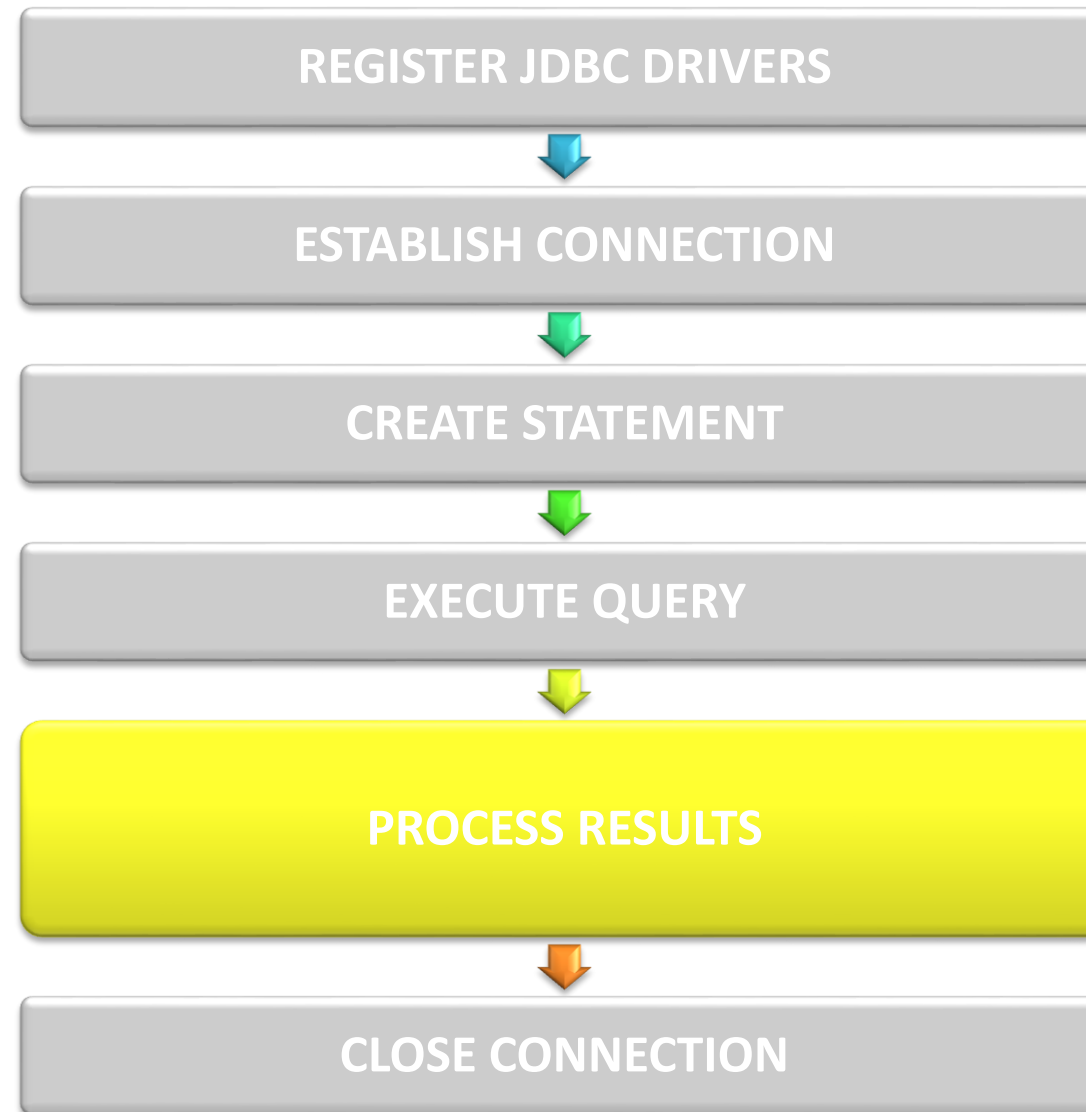 REGISTER JDBC DRIVERS
ESTABLISH CONNECTION
CREATE STATEMENT
EXECUTE QUERY
PROCESS RESULTS
CLOSE CONNECTION